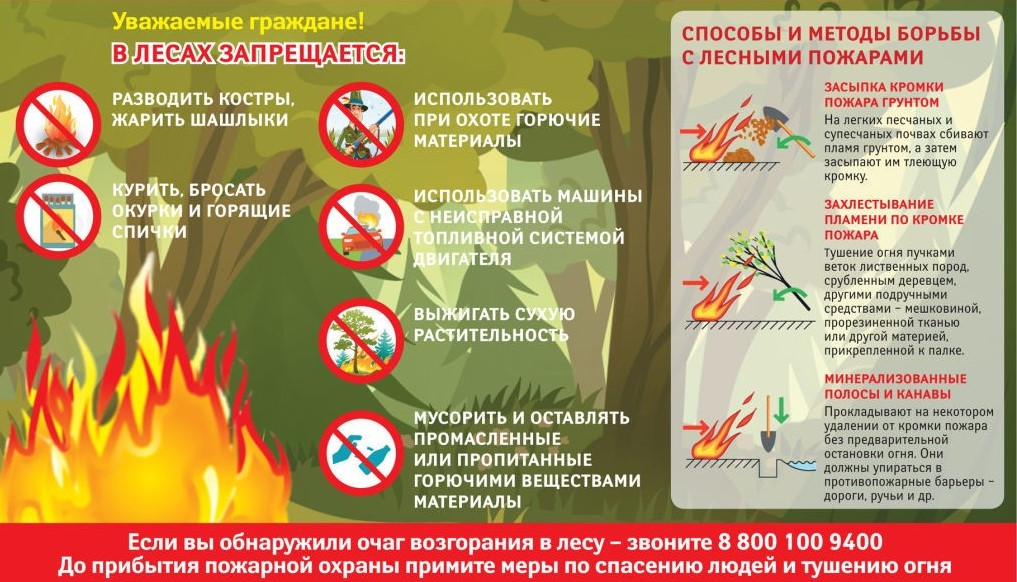 Уважаемые граждане!
В ЛЕСАХ ЗАПРЕЩАЕТСЯ:
РАЗВОДИТЬ КОСТРЫ,
ЖАРИТЬ ШАШЛЫКИ
КУРИТЬ, БРОСАТЬ
ОКУРКИ И ГОРЯЩИЕ
СПИЧКИ
ИСПОЛЬЗОВАТЬ
ПРИ ОХОТЕ ГОРЮЧИЕ
МАТЕРИАЛЫ
ИСПОЛЬЗОВАТЬ МАШИНЫ
С НЕИСПРАВНОЙ
ТОПЛИВНОЙ СИСТЕМОЙ
ДВИГАТЕЛЯ
ВЫЖИГАТЬ СУХУЮ
РАСТИТЕЛЬНОСТЬ
МУСОРИТЬ И ОСТАВЛЯТЬ
ПРОМАСЛЕННЫЕ
ИЛИ ПРОПИТАННЫЕ
ГОРЮЧИМИ ВЕЩЕСТВАМИ
МАТЕРИАЛЫ
СПОСОБЫ И МЕТОДЫ БОРЬБЫ
С ЛЕСНЫМИ ПОЖАРАМИ
ЗАСЫПКА КРОМКИ
ПОЖАРА ГРУНТОМ
На легких песчаных и
супесчаных почвах сбивают
пламя грунтом, а затем
засыпают им тлеющую
кромку.
ЗАХЛЕСТЫВАНИЕ
ПЛАМЕНИ ПО КРОМКЕ
ПОЖАРА
Тушение огня пучками
веток лиственных пород,
срубленным деревцем,
другими подручными
средствами – мешковиной,
прорезиненной тканью
или другой материей,
прикрепленной к палке.
МИНЕРАЛИЗОВАННЫЕ
ПОЛОСЫ И КАНАВЫ
Прокладывают на некотором
удалении от кромки пожара
без предварительной
остановки огня. Они
должны упираться в
противопожарные барьеры –
дороги, ручьи и др.
Если вы обнаружили очаг возгорания в лесу – звоните 8 800 100 9400
До прибытия пожарной охраны примите меры по спасению людей и тушению огня